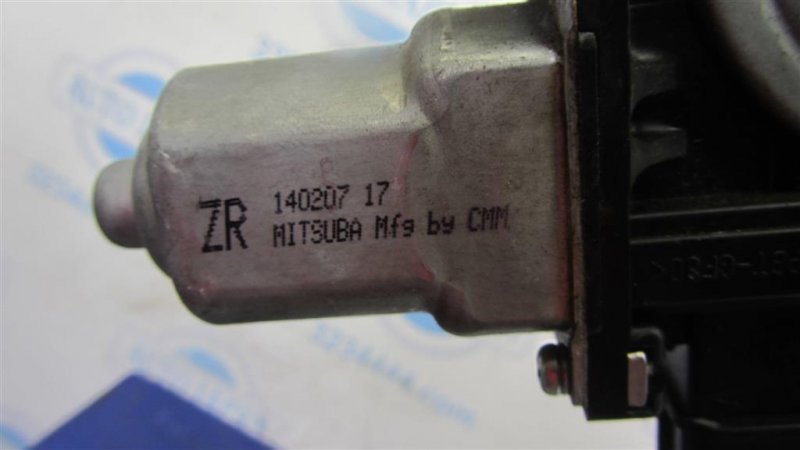 ZR
140207 17
MITSUBA Mfg by CMM